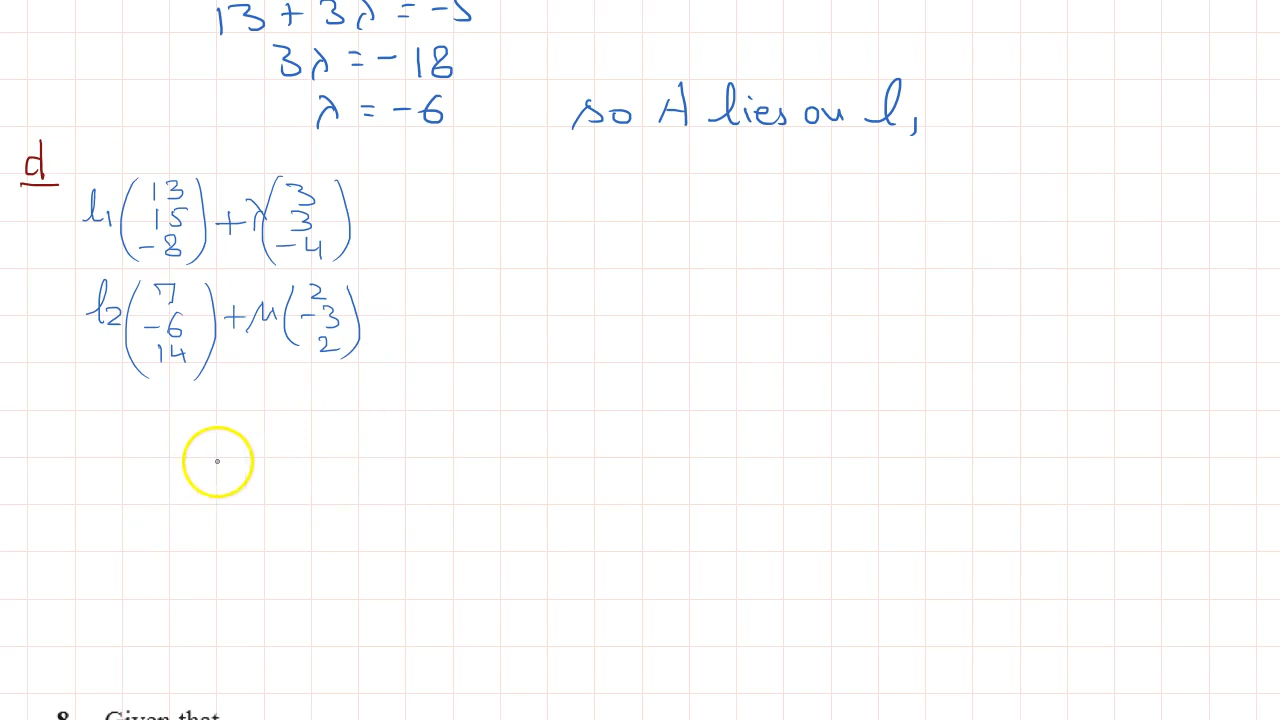 13 + 3λ = -5
3λ = -18
λ = -6 so A lies on l₁
d
l₁ (13 15 -8) + λ (3 3 -4)
l₂ (7 -6 14) + μ (2 -3 2)
8 Given that